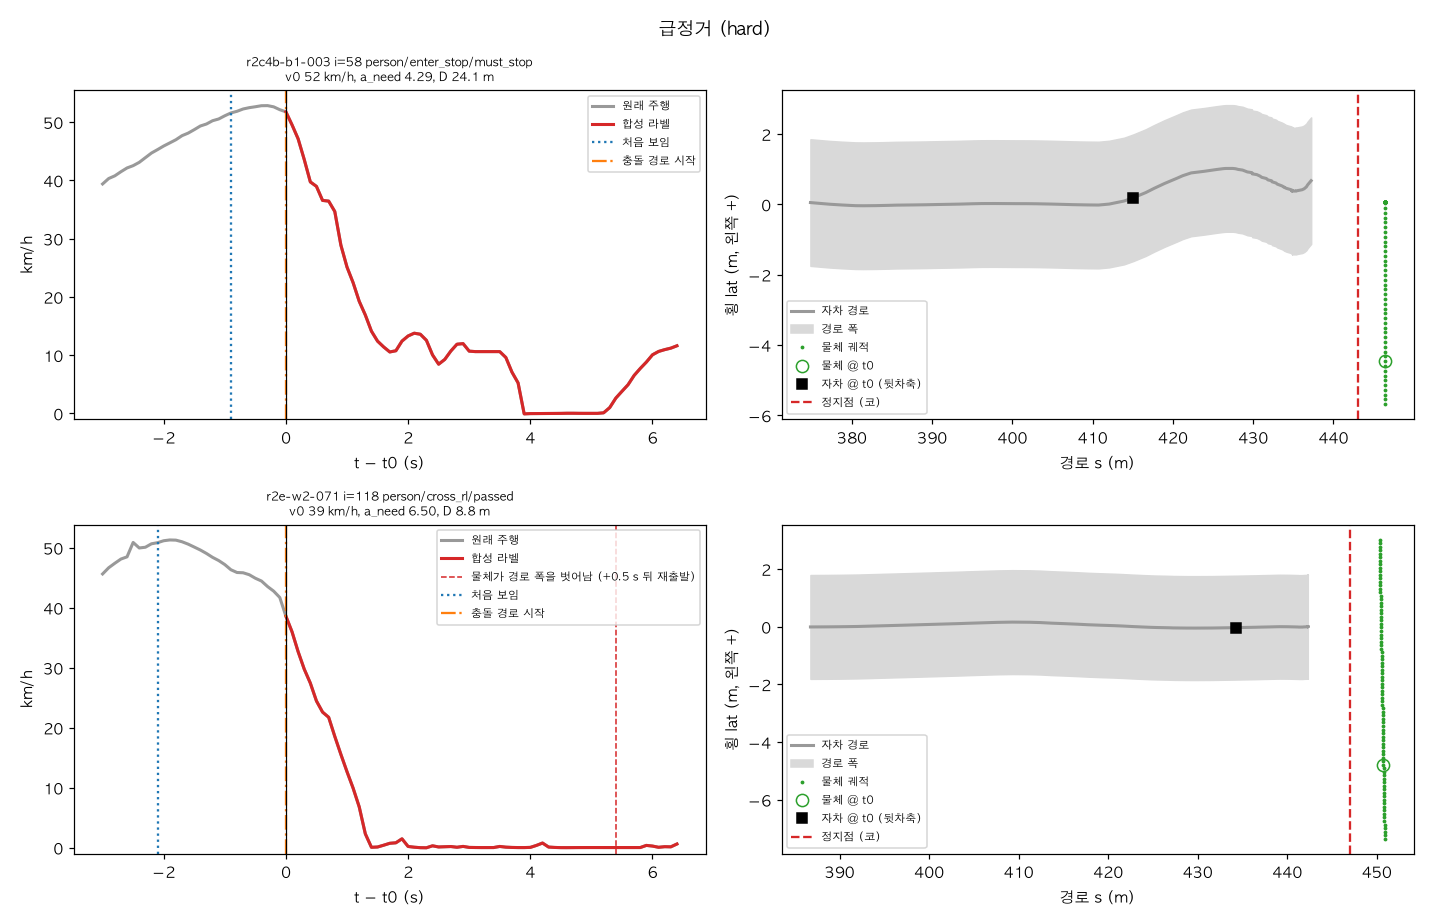 급정거 (hard)
r2c4b-b1-003 i=58 person/enter_stop/must_stop
v0 52 km/h, a_need 4.29, D 24.1 m
원래 주행
합성 라벨
처음 보임
충돌 경로 시작
50
40
30
20
10
0
km/h
−2
0
2
4
6
t − t0 (s)
2
0
−2
−4
−6
횡 lat (m, 왼쪽 +)
자차 경로
경로 폭
물체 궤적
물체 @ t0
자차 @ t0 (뒷차축)
정지점 (코)
380
390
400
410
420
430
440
경로 s (m)
r2e-w2-071 i=118 person/cross_rl/passed
v0 39 km/h, a_need 6.50, D 8.8 m
원래 주행
합성 라벨
물체가 경로 폭을 벗어남 (+0.5 s 뒤 재출발)
처음 보임
충돌 경로 시작
50
40
30
20
10
0
km/h
−2
0
2
4
6
t − t0 (s)
2
0
−2
−4
−6
횡 lat (m, 왼쪽 +)
자차 경로
경로 폭
물체 궤적
물체 @ t0
자차 @ t0 (뒷차축)
정지점 (코)
390
400
410
420
430
440
450
경로 s (m)